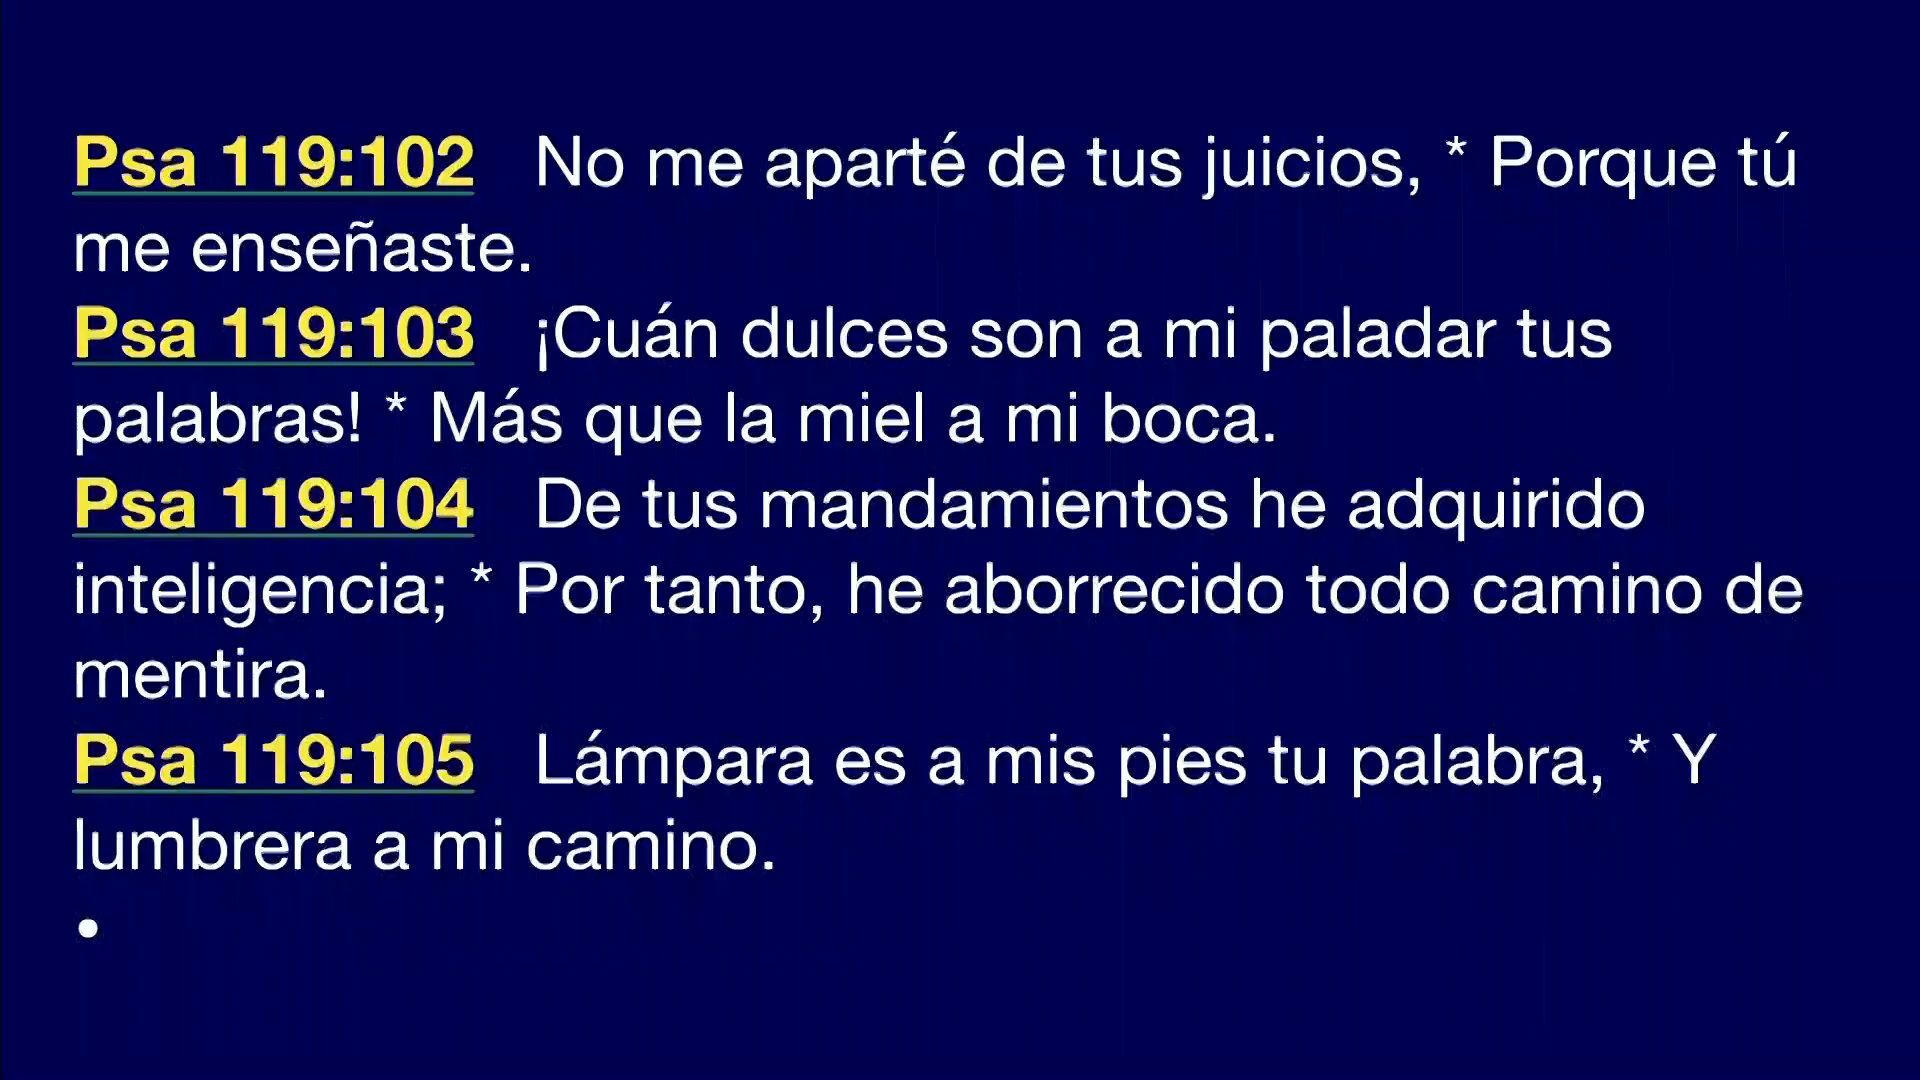 Psa 119:102 No me aparté de tus juicios, * Porque tú
me enseñaste.
Psa 119:103 ¡Cuán dulces son a mi paladar tus
palabras! * Más que la miel a mi boca.
Psa 119:104 De tus mandamientos he adquirido
inteligencia; * Por tanto, he aborrecido todo camino de
mentira.
Psa 119:105 Lámpara es a mis pies tu palabra, * Y
lumbrera a mi camino.
•